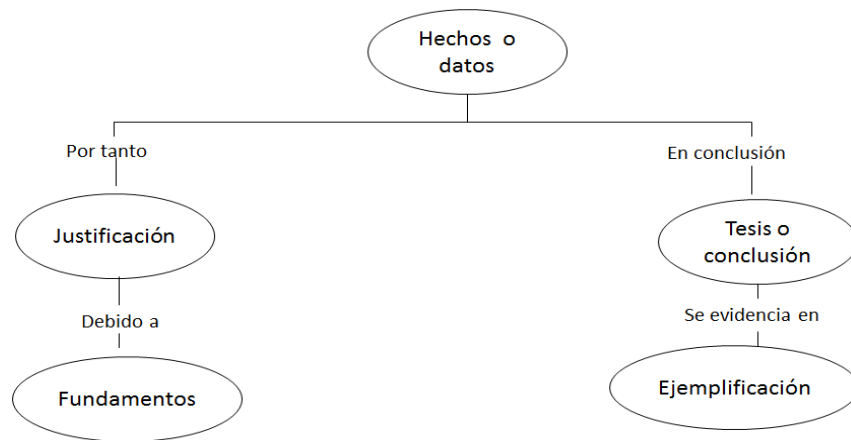 Hechos o
datos
Por tanto
En conclusión
Justificación
Tesis o
conclusión
Debido a
Se evidencia en
Fundamentos
Ejemplificación